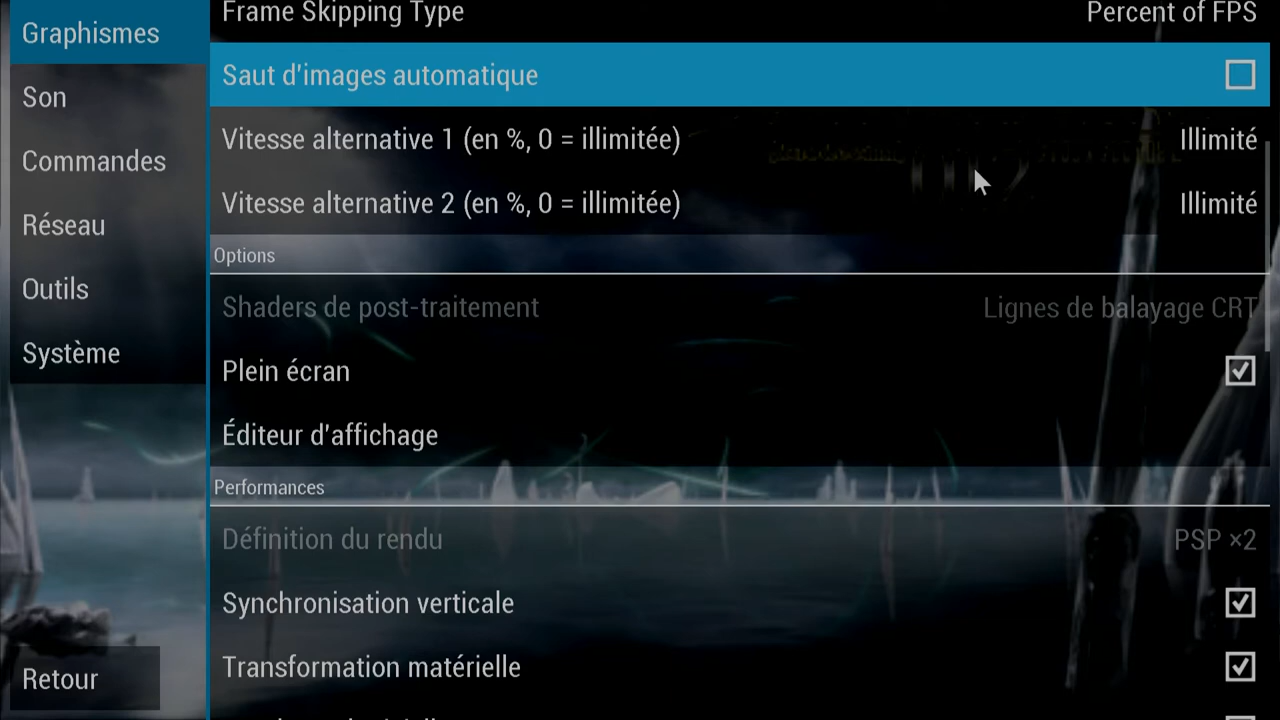 Graphismes
Son
Commandes
Réseau
Outils
Système
Retour
Frame Skipping Type Percent of FPS
Saut d'images automatique
Vitesse alternative 1 (en %, 0 = illimitée) Illimité
Vitesse alternative 2 (en %, 0 = illimitée) Illimité
Options
Shaders de post-traitement Lignes de balayage CRT
Plein écran
Éditeur d'affichage
Performances
Définition du rendu PSP ×2
Synchronisation verticale
Transformation matérielle